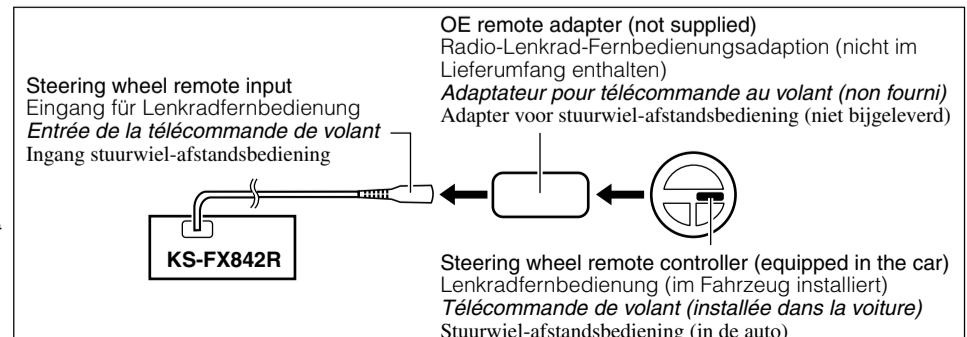 OE remote adapter (not supplied)
Radio-Lenkrad-Fernbedienungsadaption (nicht im
Lieferumfang enthalten)
Adaptateur pour télécommande au volant (non fourni)
Adapter voor stuurwiel-afstandsbediening (niet bijgeleverd)
Steering wheel remote input
Eingang für Lenkradfernbedienung
Entrée de la télécommande de volant
Ingang stuurwiel-afstandsbediening
KS-FX842R
Steering wheel remote controller (equipped in the car)
Lenkradfernbedienung (im Fahrzeug installiert)
Télécommande de volant (installée dans la voiture)
Stuurwiel-afstandsbediening (in de auto)